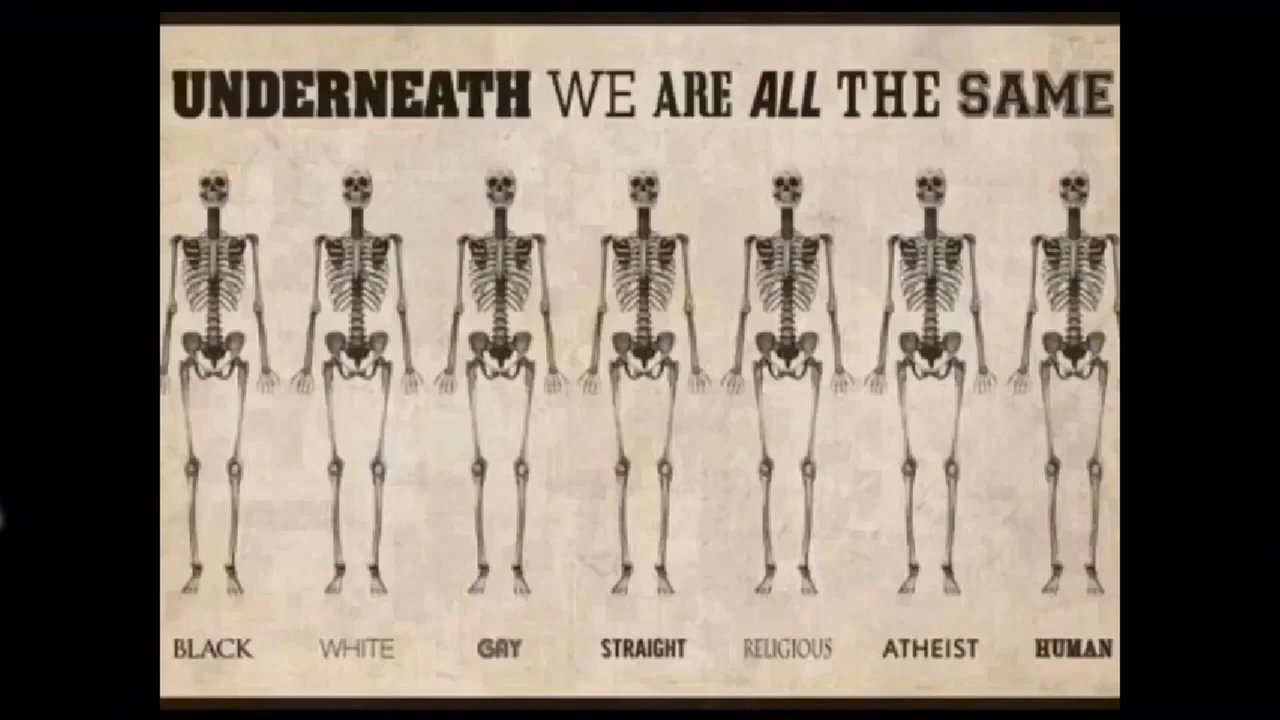 UNDERNEATH WE ARE ALL THE SAME
BLACK WHITE GAY STRAIGHT RELIGIOUS ATHEIST HUMAN